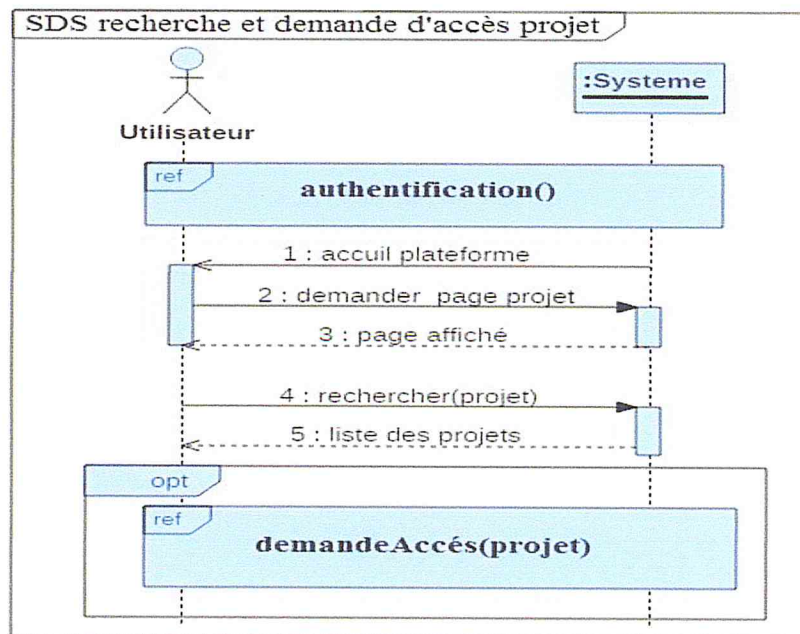 SDS recherche et demande d'accès projet
:Systeme
Utilisateur
ref
authentification()
1 : accuil plateforme
2 : demander page projet
3 : page affiché
4 : rechercher(projet)
5 : liste des projets
opt
ref
demandeAccés(projet)